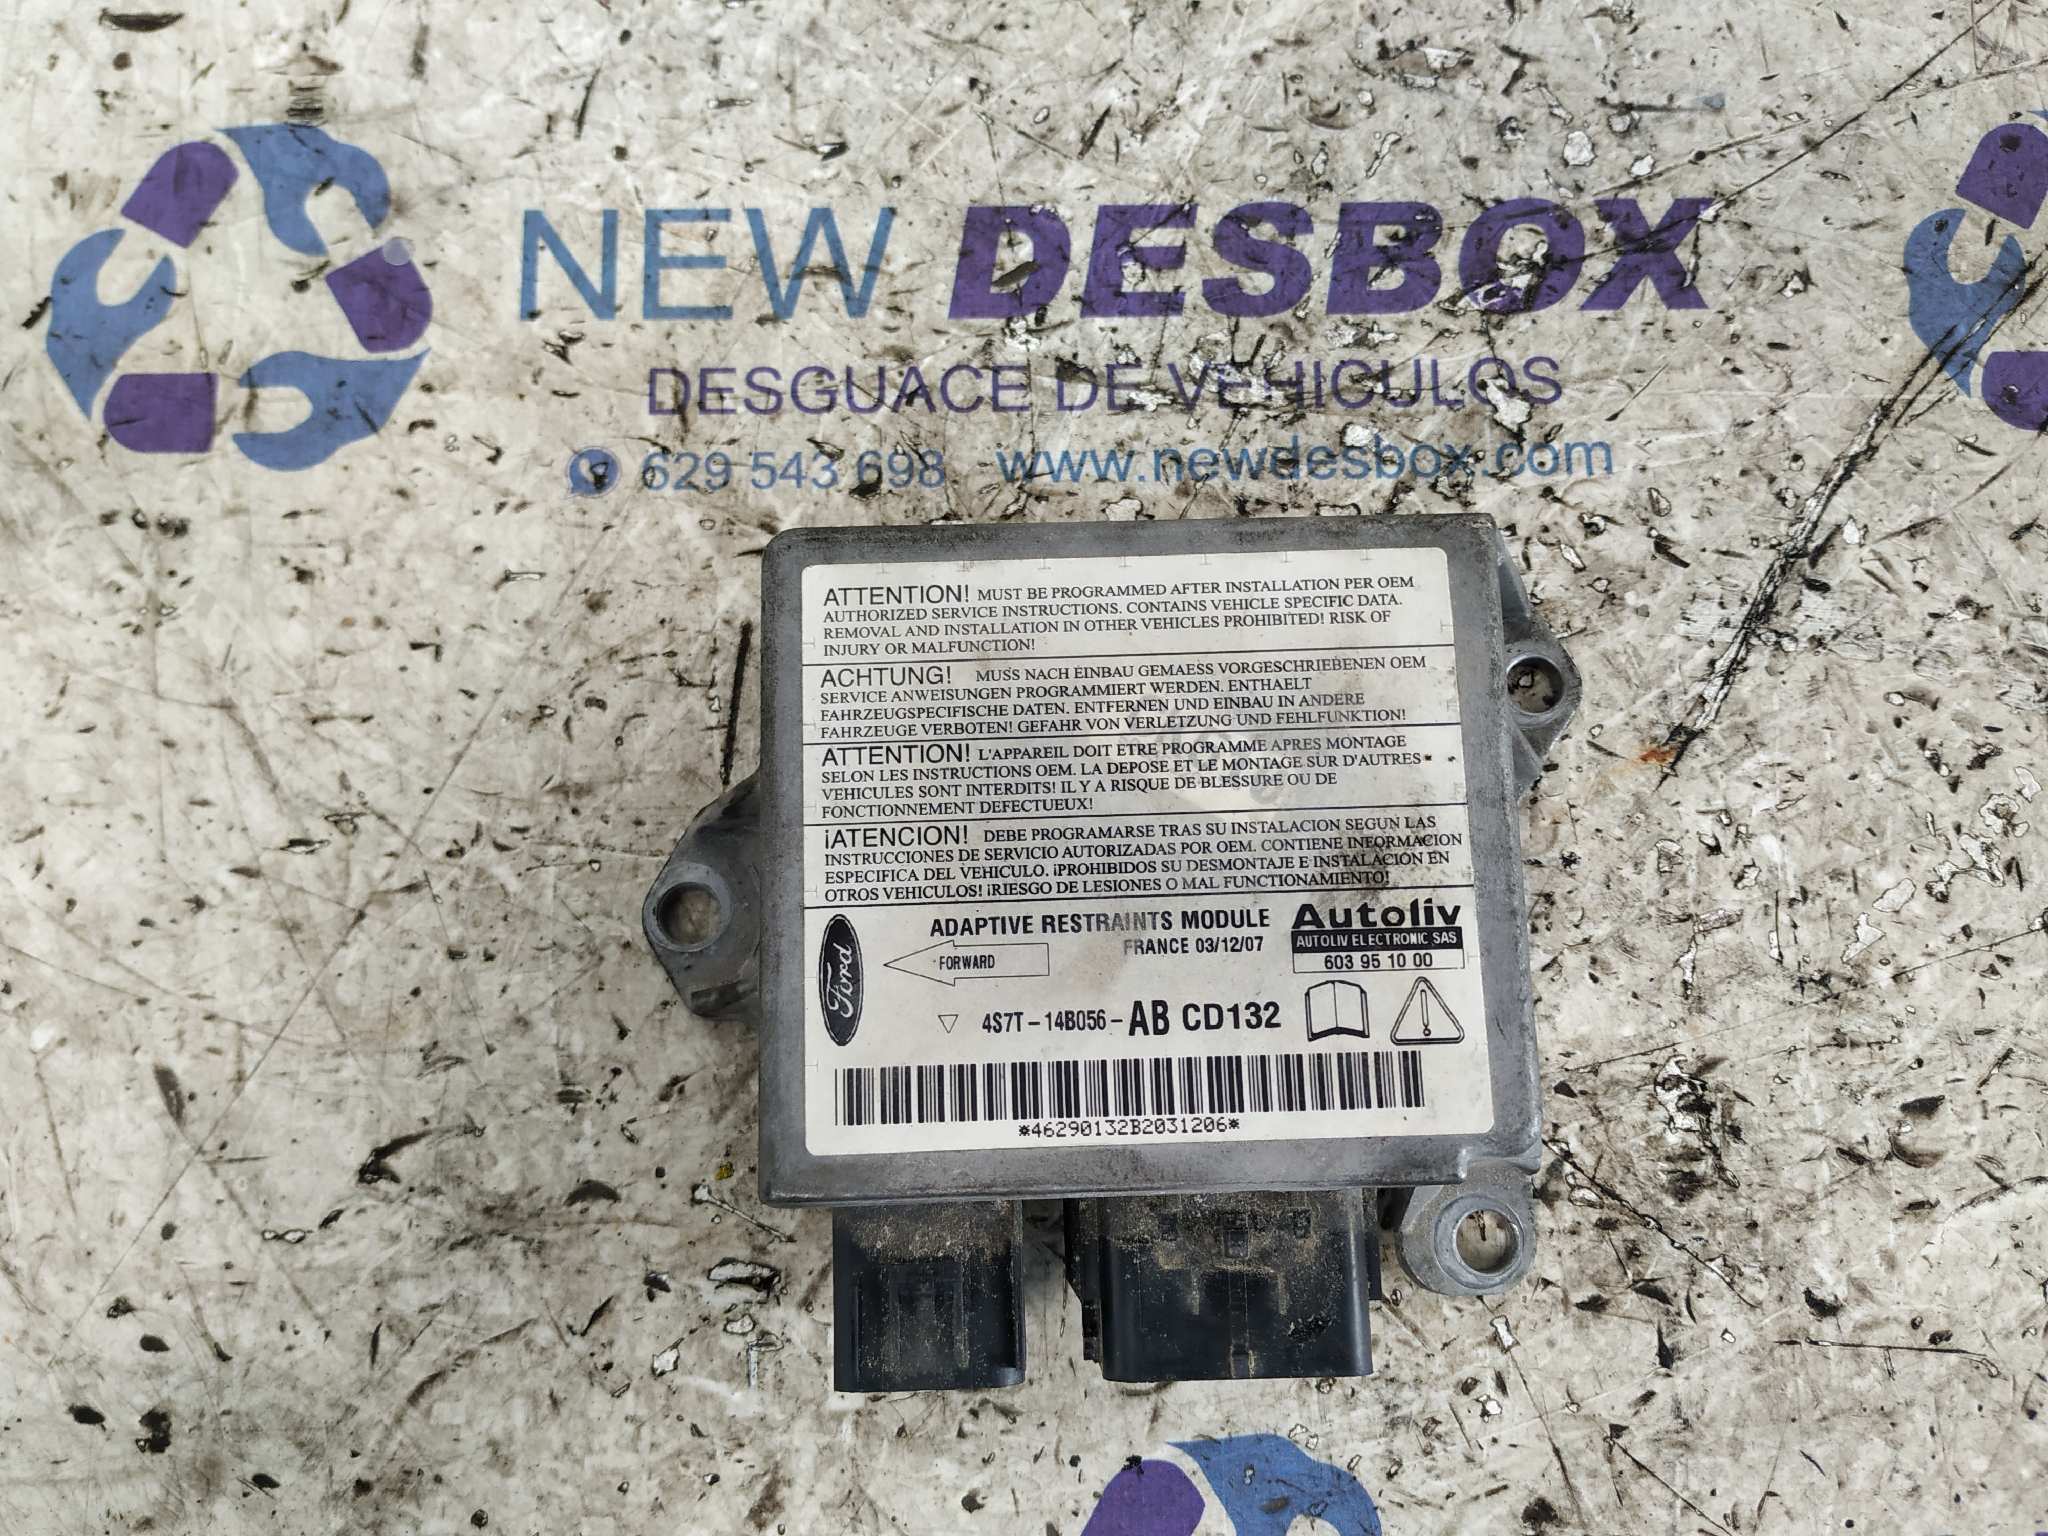 NEW DESBOX
DESGUACE DE VEHICULOS
629 543 698 www.newdesbox.com
ATTENTION! MUST BE PROGRAMMED AFTER INSTALLATION PER OEM
AUTHORIZED SERVICE INSTRUCTIONS. CONTAINS VEHICLE SPECIFIC DATA.
REMOVAL AND INSTALLATION IN OTHER VEHICLES PROHIBITED! RISK OF
INJURY OR MALFUNCTION!
ACHTUNG! MUSS NACH EINBAU GEMAESS VORGESCHRIEBENEN OEM
SERVICE ANWEISUNGEN PROGRAMMIERT WERDEN. ENTHAELT
FAHRZEUGSPECIFISCHE DATEN. ENTFERNEN UND EINBAU IN ANDERE
FAHRZEUGE VERBOTEN! GEFAHR VON VERLETZUNG UND FEHLFUNKTION!
ATTENTION! L'APPAREIL DOIT ETRE PROGRAMME APRES MONTAGE
SELON LES INSTRUCTIONS OEM. LA DEPOSE ET LE MONTAGE SUR D'AUTRES
VEHICULES SONT INTERDITS! IL Y A RISQUE DE BLESSURE OU DE
FONCTIONNEMENT DEFECTUEUX!
¡ATENCION! DEBE PROGRAMARSE TRAS SU INSTALACION SEGUN LAS
INSTRUCCIONES DE SERVICIO AUTORIZADAS POR OEM. CONTIENE INFORMACION
ESPECIFICA DEL VEHICULO. ¡PROHIBIDOS SU DESMONTAJE E INSTALACION EN
OTROS VEHICULOS! ¡RIESGO DE LESIONES O MAL FUNCTIONAMIENTO!
Ford
ADAPTIVE RESTRAINTS MODULE
FRANCE 03/12/07
FORWARD
Autoliv
AUTOLIV ELECTRONIC SAS
603 95 10 00
4S7T-14B056-AB CD132
*46290132B2031206*